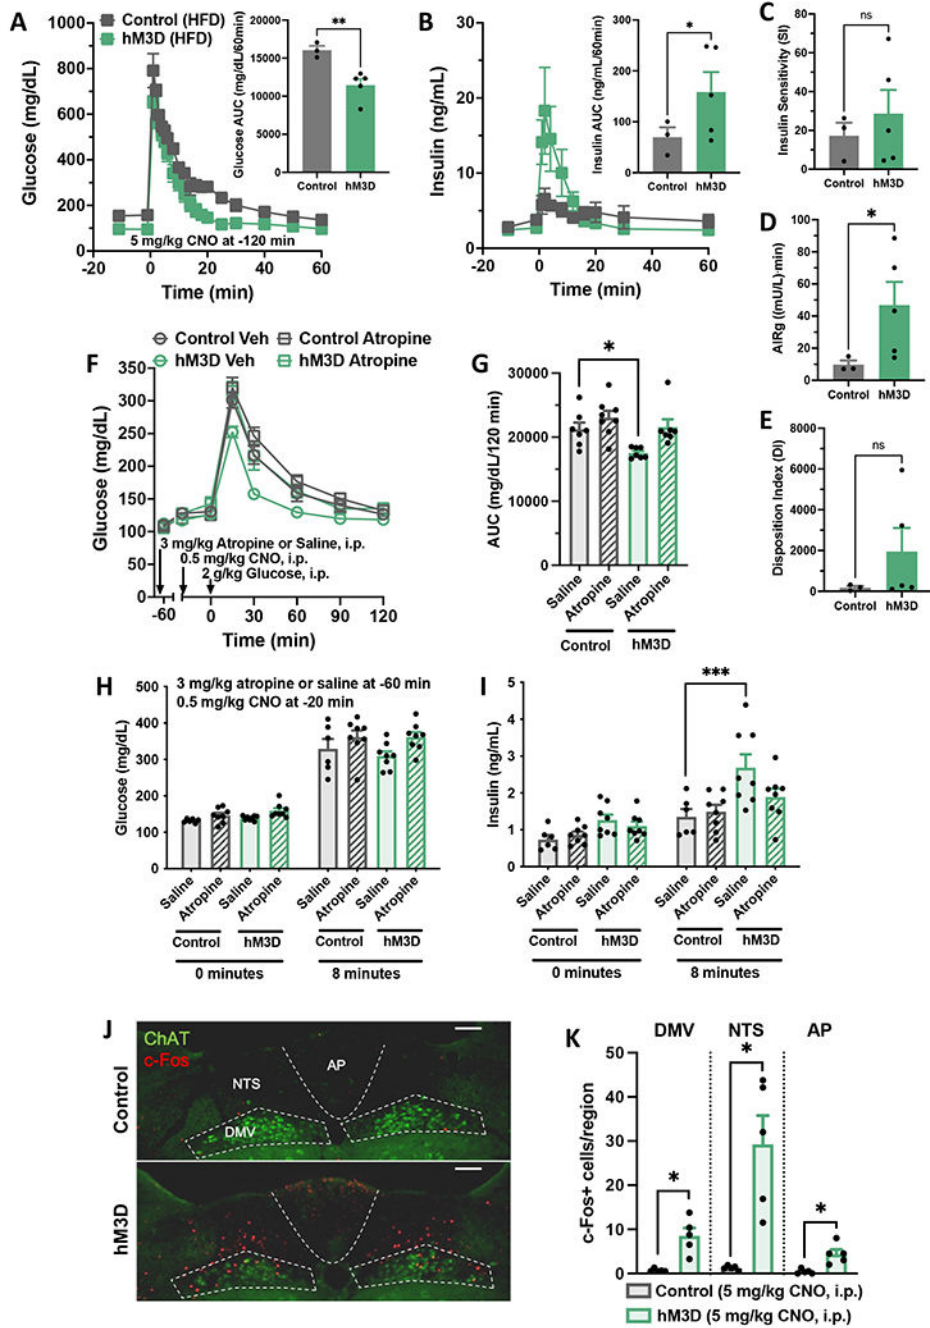 A
Control (HFD)
hM3D (HFD)
Glucose (mg/dL)
1000
800
600
400
200
0
-20
0
20
40
60
Time (min)
5 mg/kg CNO at -120 min
Glucose AUC (mg/dL/60min)
20000
15000
10000
5000
0
**
Control
hM3D
B
Insulin (ng/mL)
30
20
10
0
-20
0
20
40
60
Time (min)
Insulin AUC (ng/mL/60min)
300
200
100
0
*
Control
hM3D
C
Insulin Sensitivity (SI)
80
60
40
20
0
ns
Control
hM3D
D
AIRg ((mU/L)·min)
100
80
60
40
20
0
*
Control
hM3D
E
Disposition Index (DI)
8000
6000
4000
2000
0
ns
Control
hM3D
F
Control Veh
Control Atropine
hM3D Veh
hM3D Atropine
Glucose (mg/dL)
350
300
250
200
150
100
50
0
3 mg/kg Atropine or Saline, i.p.
0.5 mg/kg CNO, i.p.
2 g/kg Glucose, i.p.
-60
0
30
60
90
120
Time (min)
G
AUC (mg/dL/120 min)
30000
20000
10000
0
*
Saline
Atropine
Saline
Atropine
Control
hM3D
H
3 mg/kg atropine or saline at -60 min
0.5 mg/kg CNO at -20 min
Glucose (mg/dL)
500
400
300
200
100
0
Saline
Atropine
Saline
Atropine
Saline
Atropine
Saline
Atropine
Control
hM3D
Control
hM3D
0 minutes
8 minutes
I
Insulin (ng/mL)
5
4
3
2
1
0
***
Saline
Atropine
Saline
Atropine
Saline
Atropine
Saline
Atropine
Control
hM3D
Control
hM3D
0 minutes
8 minutes
J
ChAT
c-Fos
Control
AP
NTS
DMV
hM3D
K
DMV
NTS
AP
c-Fos+ cells/region
50
40
30
20
10
0
*
*
*
Control (5 mg/kg CNO, i.p.)
hM3D (5 mg/kg CNO, i.p.)